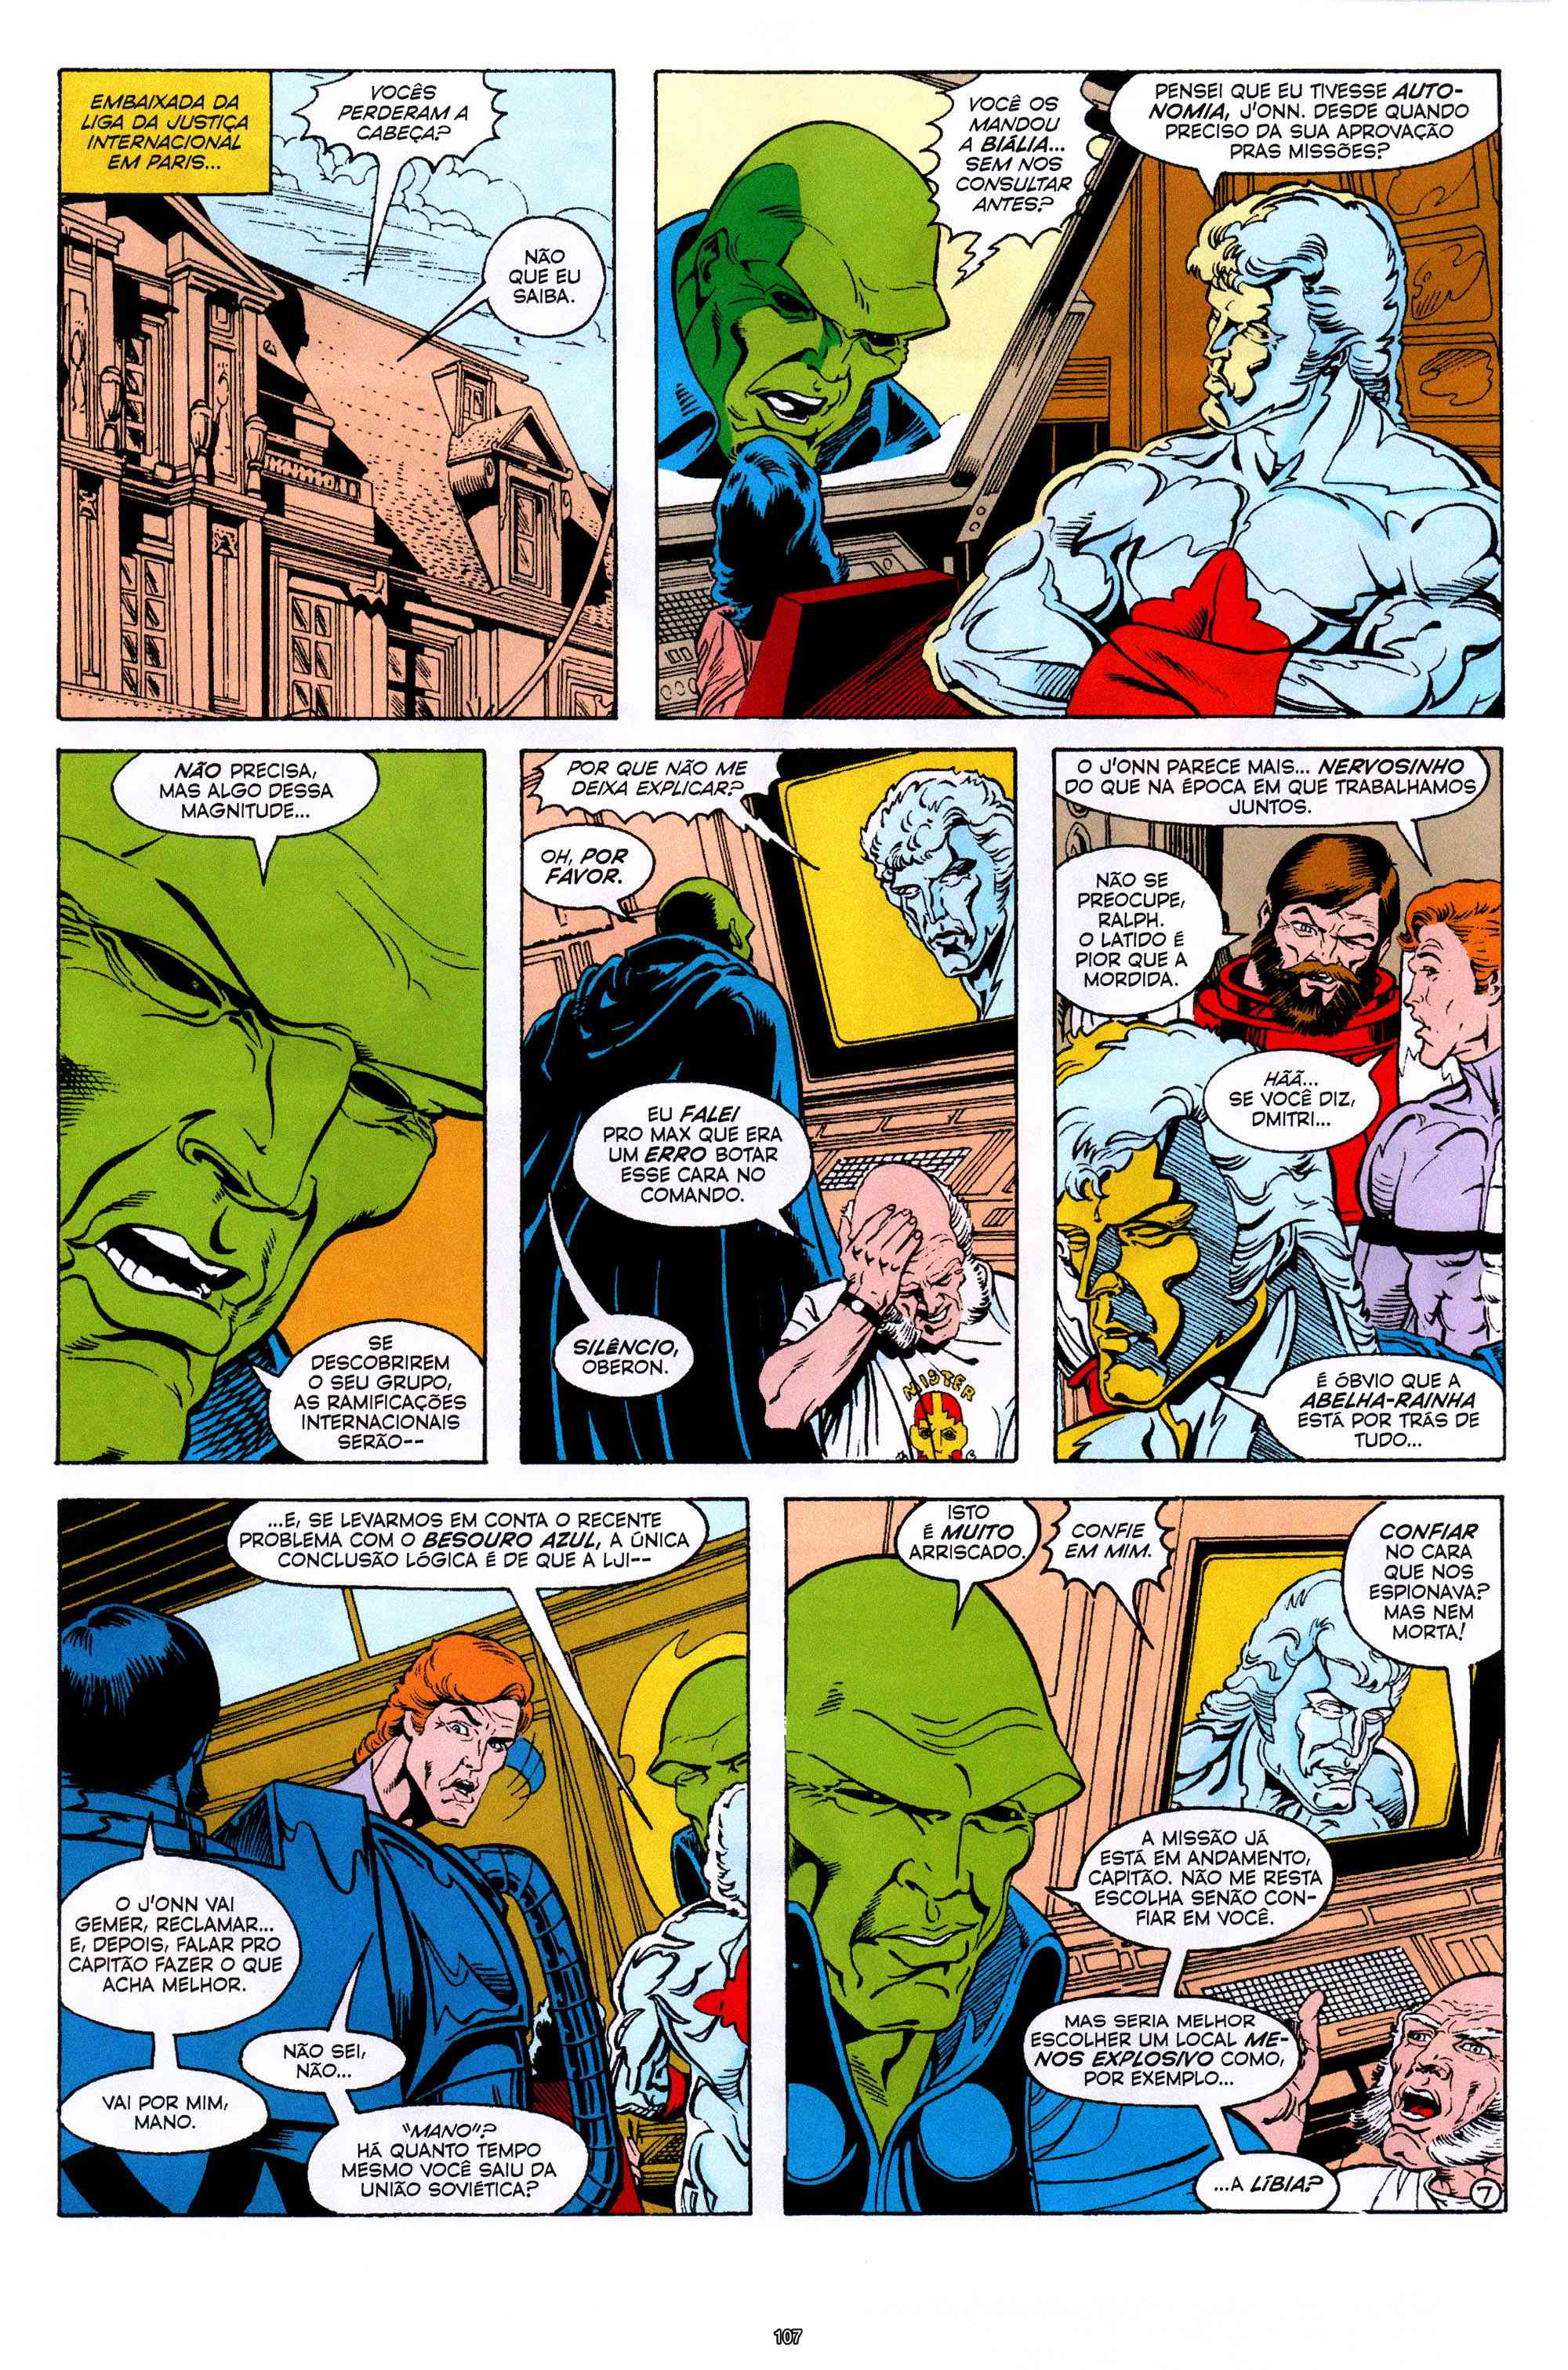 EMBAIXADA DA
LIGA DA JUSTIÇA
INTERNACIONAL
EM PARIS...
VOCÊS
PERDERAM A
CABEÇA?
NÃO
QUE EU
SAIBA.
VOCÊ OS
MANDOU
A BIÁLIA...
SEM NOS
CONSULTAR
ANTES?
PENSEI QUE EU TIVESSE AUTO-
NOMIA, J'ONN. DESDE QUANDO
PRECISO DA SUA APROVAÇÃO
PRAS MISSÕES?
NÃO PRECISA,
MAS ALGO DESSA
MAGNITUDE...
SE
DESCOBRIREM
O SEU GRUPO,
AS RAMIFICAÇÕES
INTERNACIONAIS
SERÃO--
POR QUE NÃO ME
DEIXA EXPLICAR?
OH, POR
FAVOR.
EU FALEI
PRO MAX QUE ERA
UM ERRO BOTAR
ESSE CARA NO
COMANDO.
SILÊNCIO,
OBERON.
MISTER
O J'ONN PARECE MAIS... NERVOSINHO
DO QUE NA ÉPOCA EM QUE TRABALHAMOS
JUNTOS.
NÃO SE
PREOCUPE,
RALPH.
O LATIDO É
PIOR QUE A
MORDIDA.
HÃÃ...
SE VOCÊ DIZ,
DMITRI...
É ÓBVIO QUE A
ABELHA-RAINHA
ESTÁ POR TRÁS DE
TUDO...
...E, SE LEVARMOS EM CONTA O RECENTE
PROBLEMA COM O BESOURO AZUL, A ÚNICA
CONCLUSÃO LÓGICA É DE QUE A LJI--
O J'ONN VAI
GEMER, RECLAMAR...
E, DEPOIS, FALAR PRO
CAPITÃO FAZER O QUE
ACHA MELHOR.
VAI POR MIM,
MANO.
NÃO SEI,
NÃO...
"MANO"?
HÁ QUANTO TEMPO
MESMO VOCÊ SAIU DA
UNIÃO SOVIÉTICA?
ISTO
É MUITO
ARRISCADO.
CONFIE
EM MIM.
CONFIAR
NO CARA
QUE NOS
ESPIONAVA?
MAS NEM
MORTA!
A MISSÃO JÁ
ESTÁ EM ANDAMENTO,
CAPITÃO. NÃO ME RESTA
ESCOLHA SENÃO CON-
FIAR EM VOCÊ.
MAS SERIA MELHOR
ESCOLHER UM LOCAL ME-
NOS EXPLOSIVO COMO,
POR EXEMPLO...
...A LÍBIA?
7
107